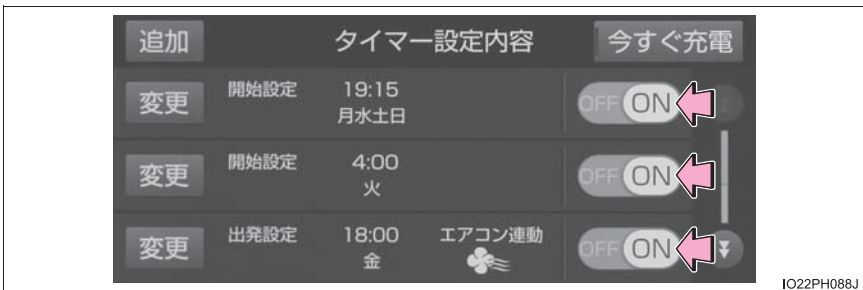 追加 タイマー設定内容 今すぐ充電
変更 開始設定 19:15 OFF ON
月水土日
変更 開始設定 4:00 OFF ON
火
変更 出発設定 18:00 エアコン連動 OFF ON
金
IO22PH088J